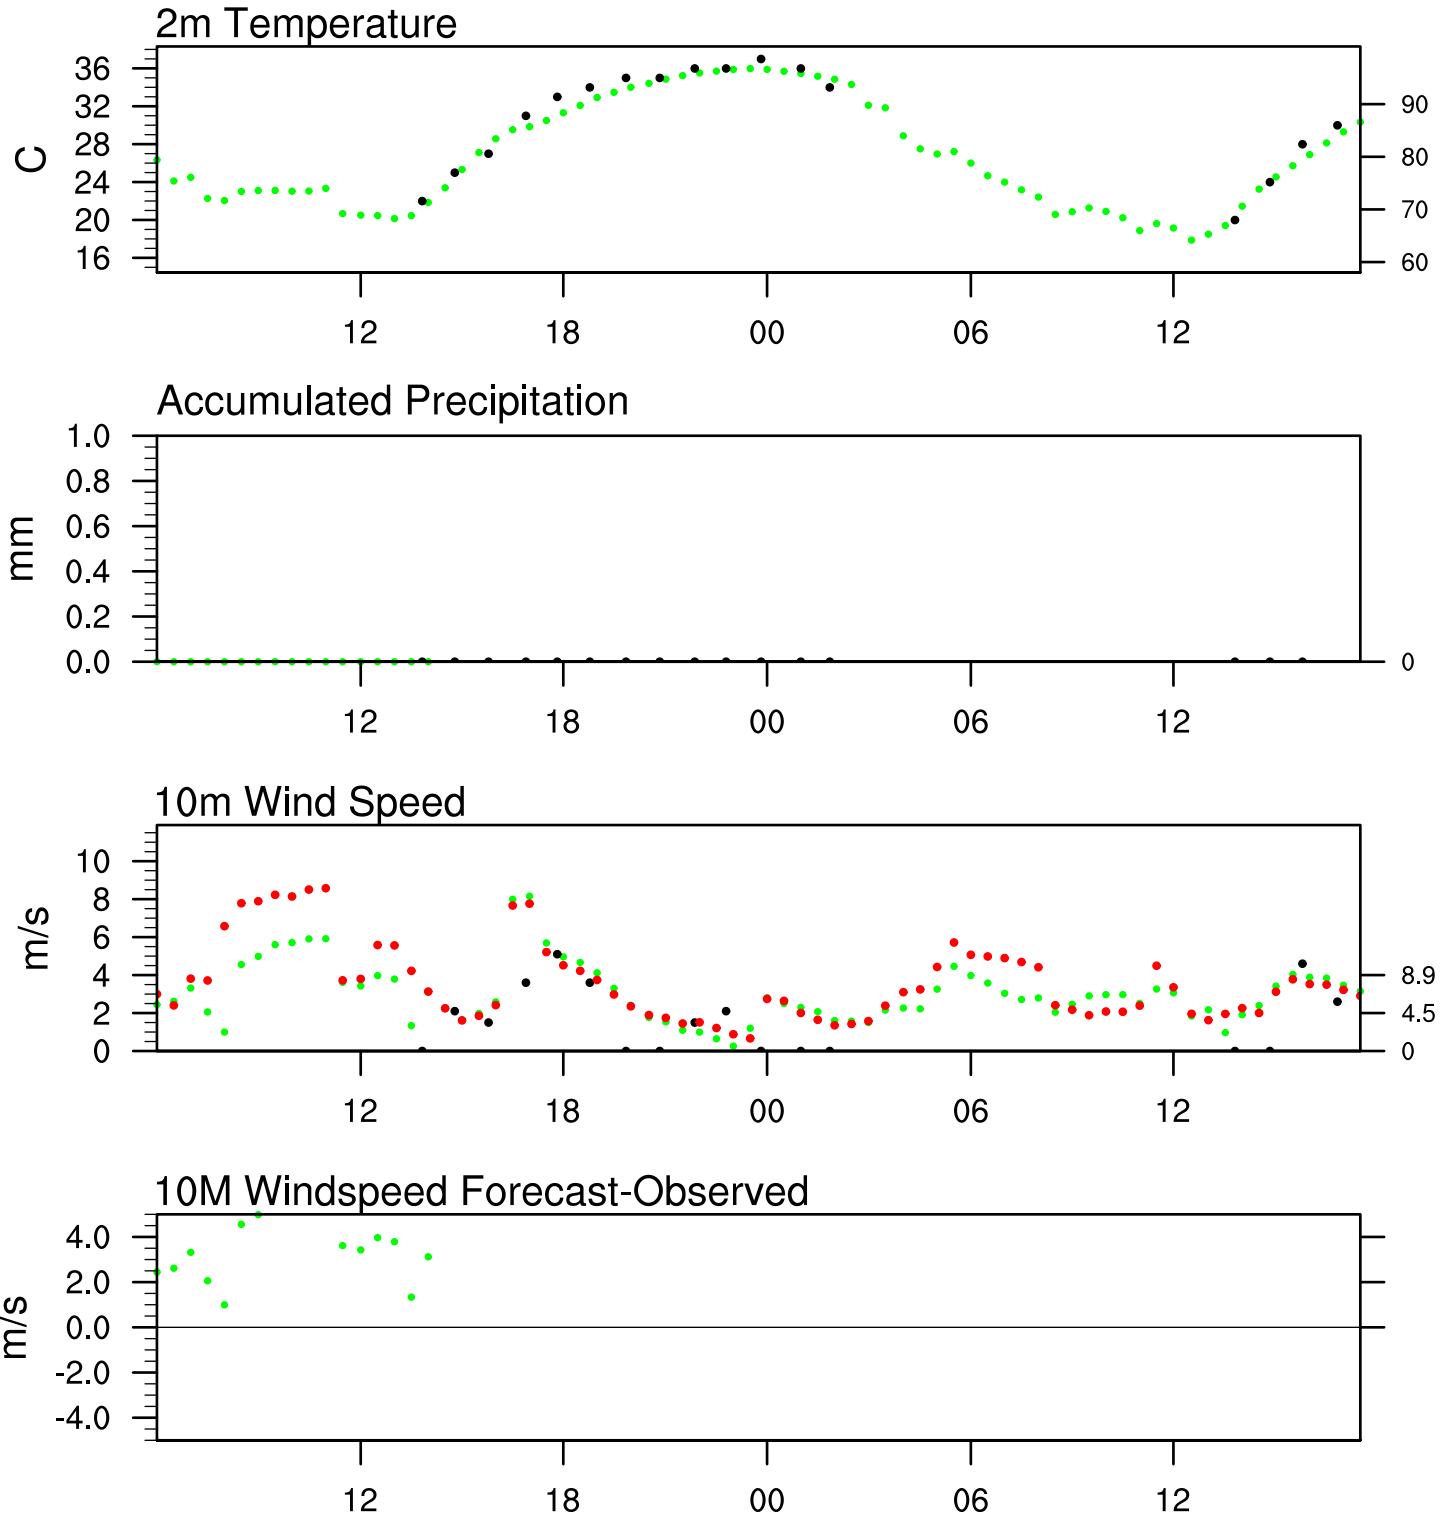 2m Temperature
36
32
28
24
20
16
C
90
80
70
60
12 18 00 06 12
Accumulated Precipitation
1.0
0.8
0.6
0.4
0.2
0.0
mm
0
12 18 00 06 12
10m Wind Speed
10
8
6
4
2
0
m/s
8.9
4.5
0
12 18 00 06 12
10M Windspeed Forecast-Observed
4.0
2.0
0.0
-2.0
-4.0
m/s
12 18 00 06 12